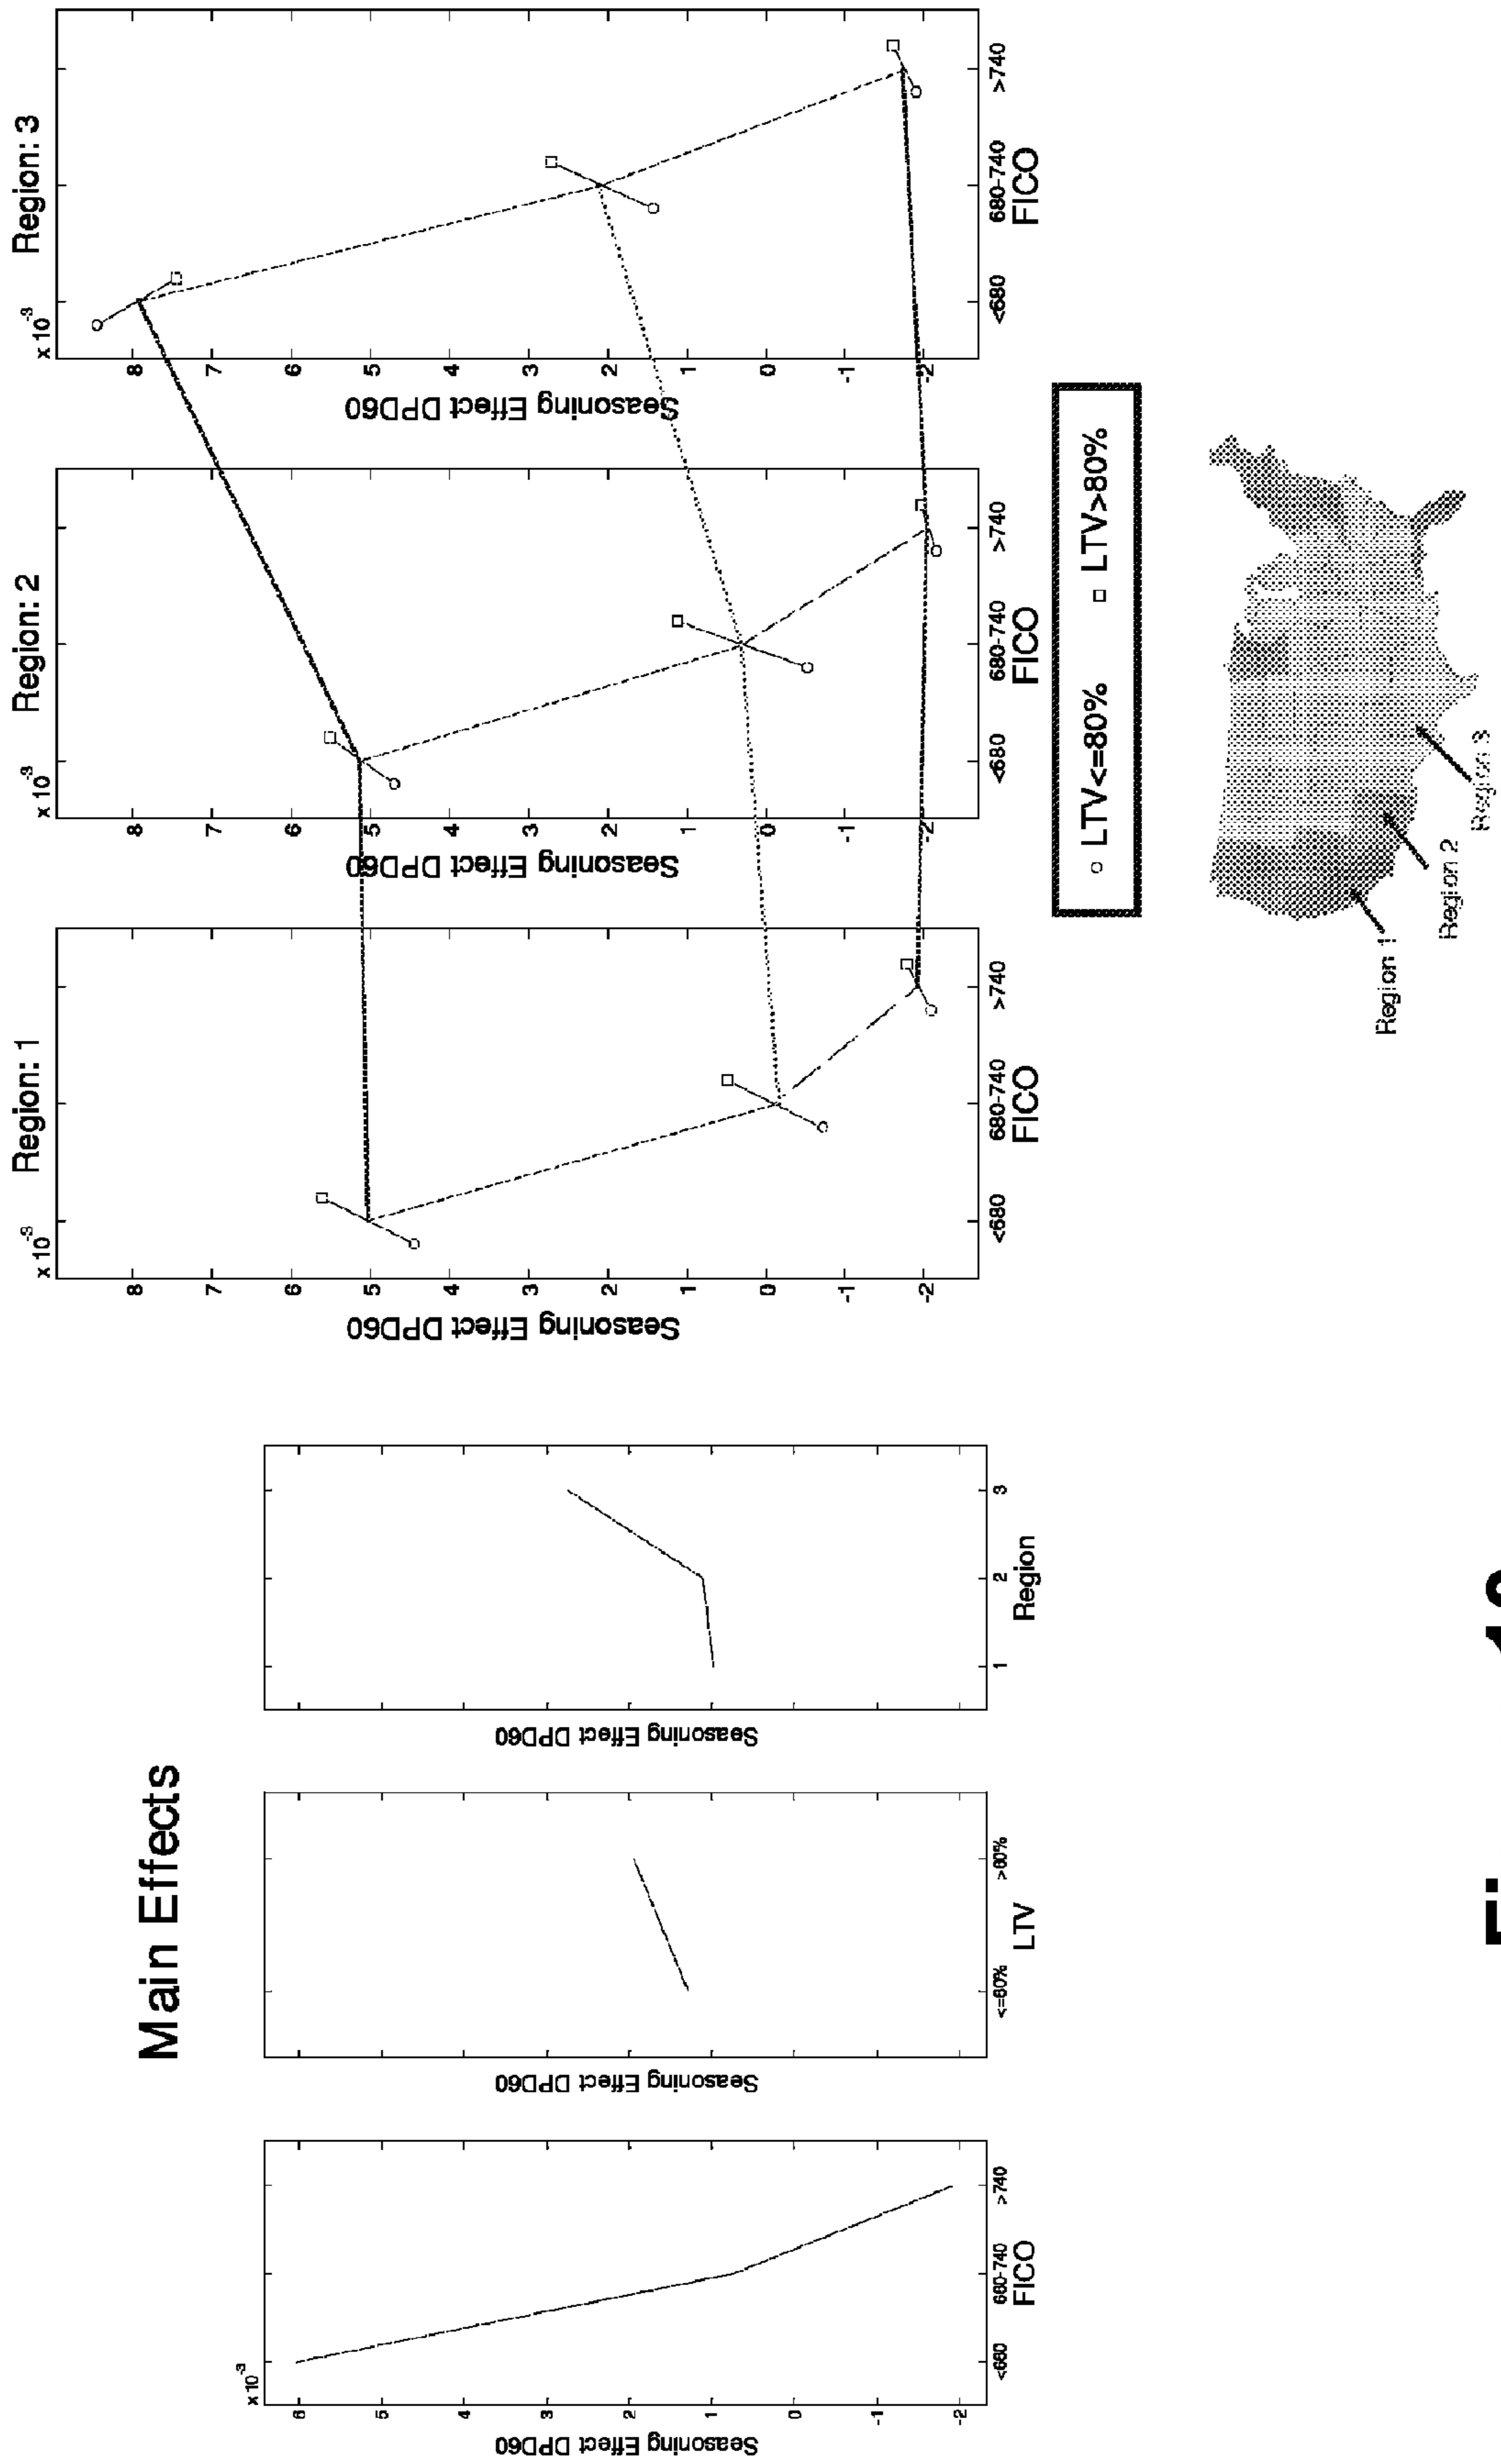 Main Effects
x 10-3
6
5
4
3
2
1
0
-1
-2
Seasoning Effect DPD60
<680
680-740
>740
FICO
Seasoning Effect DPD60
<=80%
>80%
LTV
Seasoning Effect DPD60
1
2
3
Region
x 10-3
Region: 1
8
7
6
5
4
3
2
1
0
-1
-2
Seasoning Effect DPD60
<680
680-740
>740
FICO
x 10-3
Region: 2
8
7
6
5
4
3
2
1
0
-1
-2
Seasoning Effect DPD60
<680
680-740
>740
FICO
x 10-3
Region: 3
8
7
6
5
4
3
2
1
0
-1
-2
Seasoning Effect DPD60
<680
680-740
>740
FICO
LTV<=80%
LTV>80%
Region 1
Region 2
Region 3